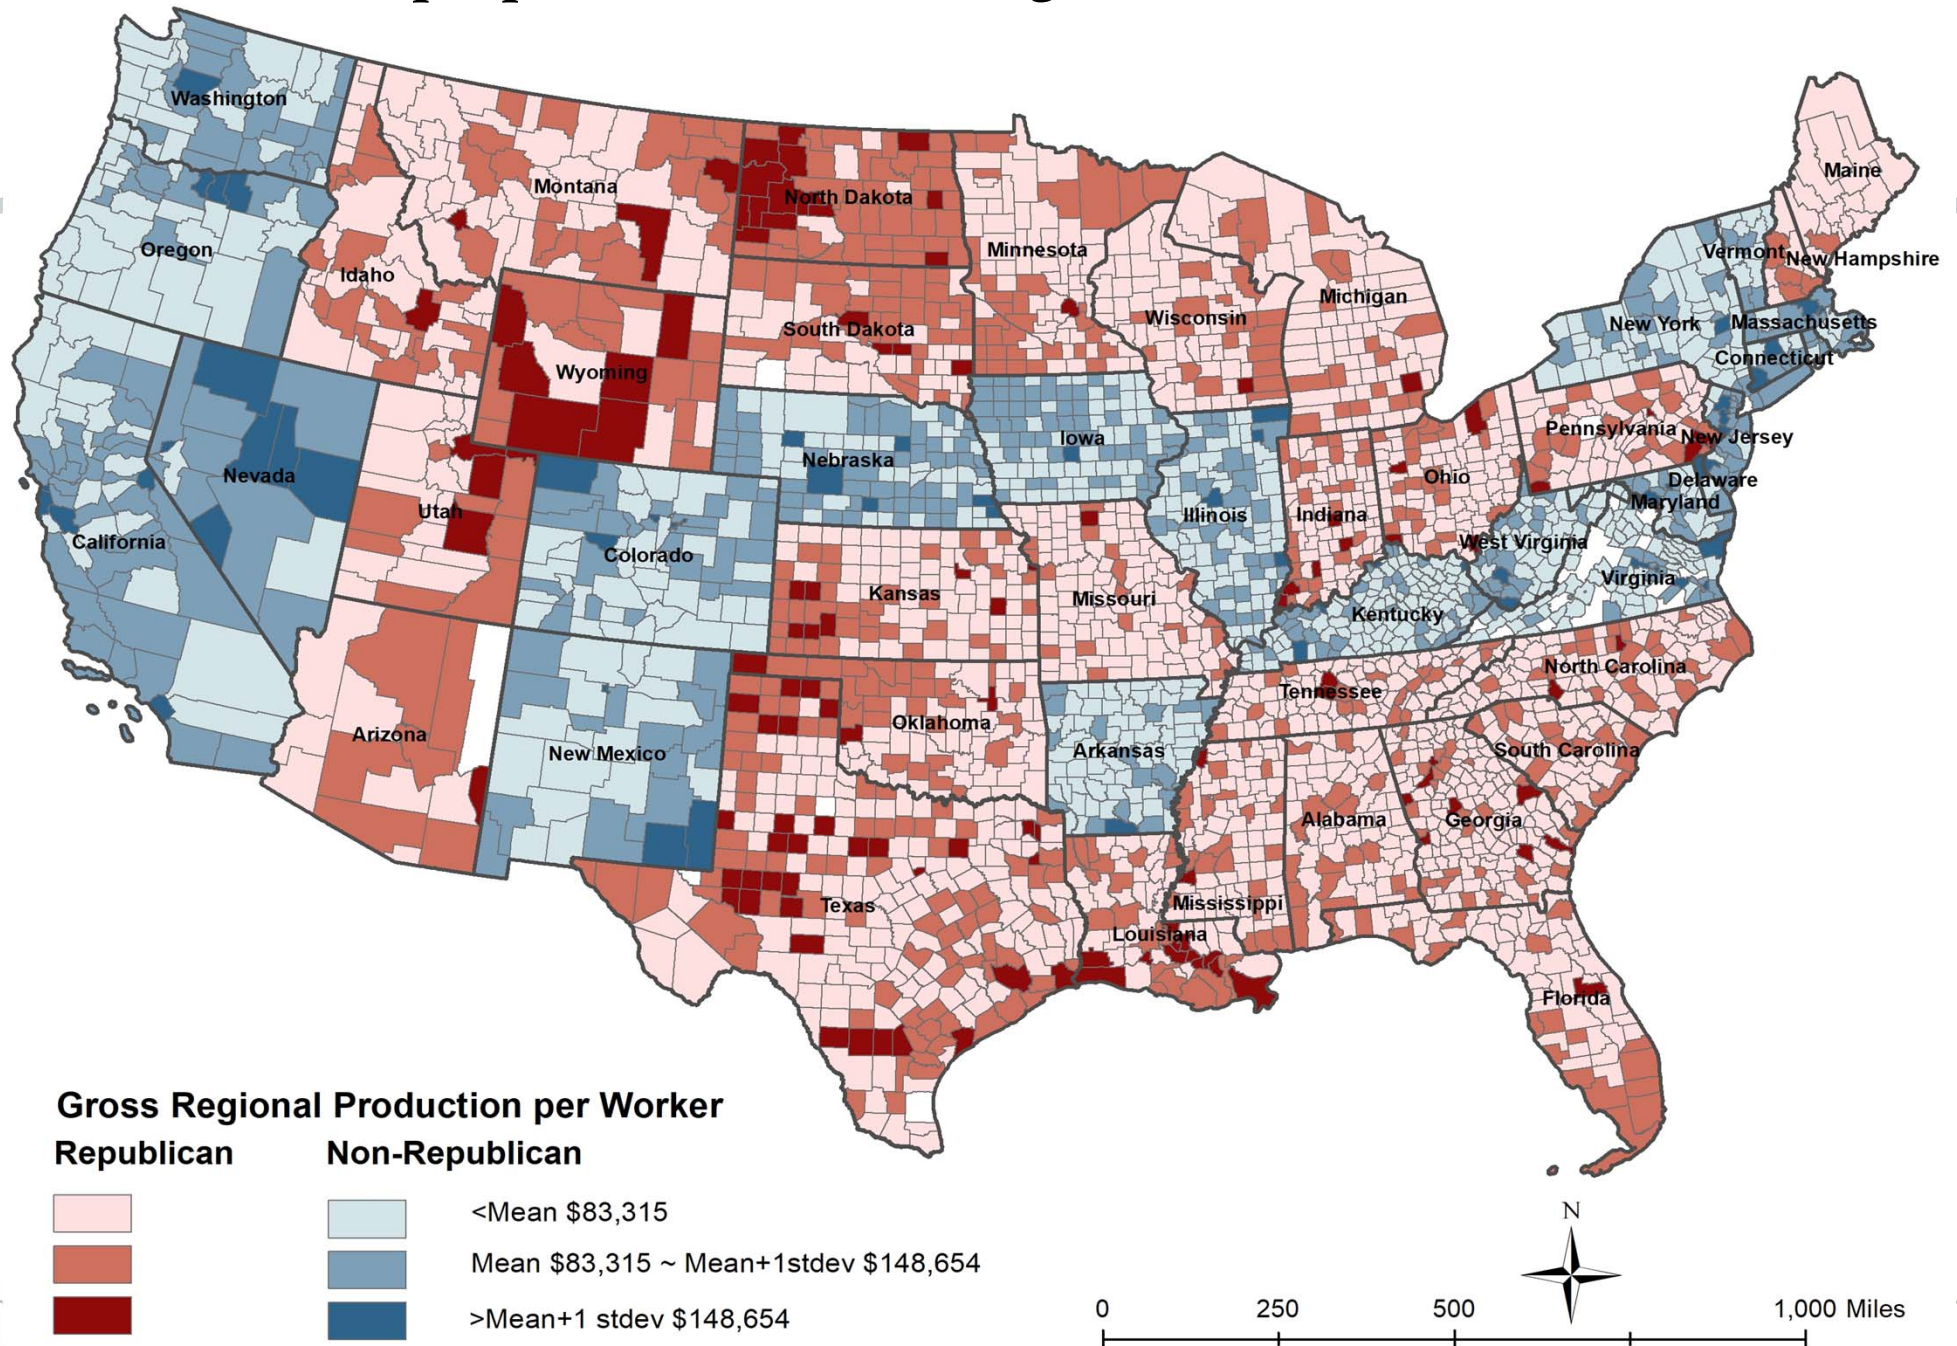 Washington
Maine
Montana
North Dakota
Oregon
Minnesota
Vermont
New Hampshire
Idaho
Michigan
Wisconsin
New York
Massachusetts
South Dakota
Connecticut
Wyoming
Pennsylvania
New Jersey
Iowa
Nebraska
Nevada
Ohio
Delaware
Maryland
Utah
Illinois
Indiana
California
West Virginia
Colorado
Virginia
Kansas
Missouri
Kentucky
North Carolina
Tennessee
Oklahoma
Arizona
New Mexico
Arkansas
South Carolina
Alabama
Georgia
Texas
Mississippi
Louisiana
Florida
Gross Regional Production per Worker
Republican Non-Republican
<Mean $83,315
Mean $83,315 ~ Mean+1stdev $148,654
>Mean+1 stdev $148,654
N
0 250 500 1,000 Miles